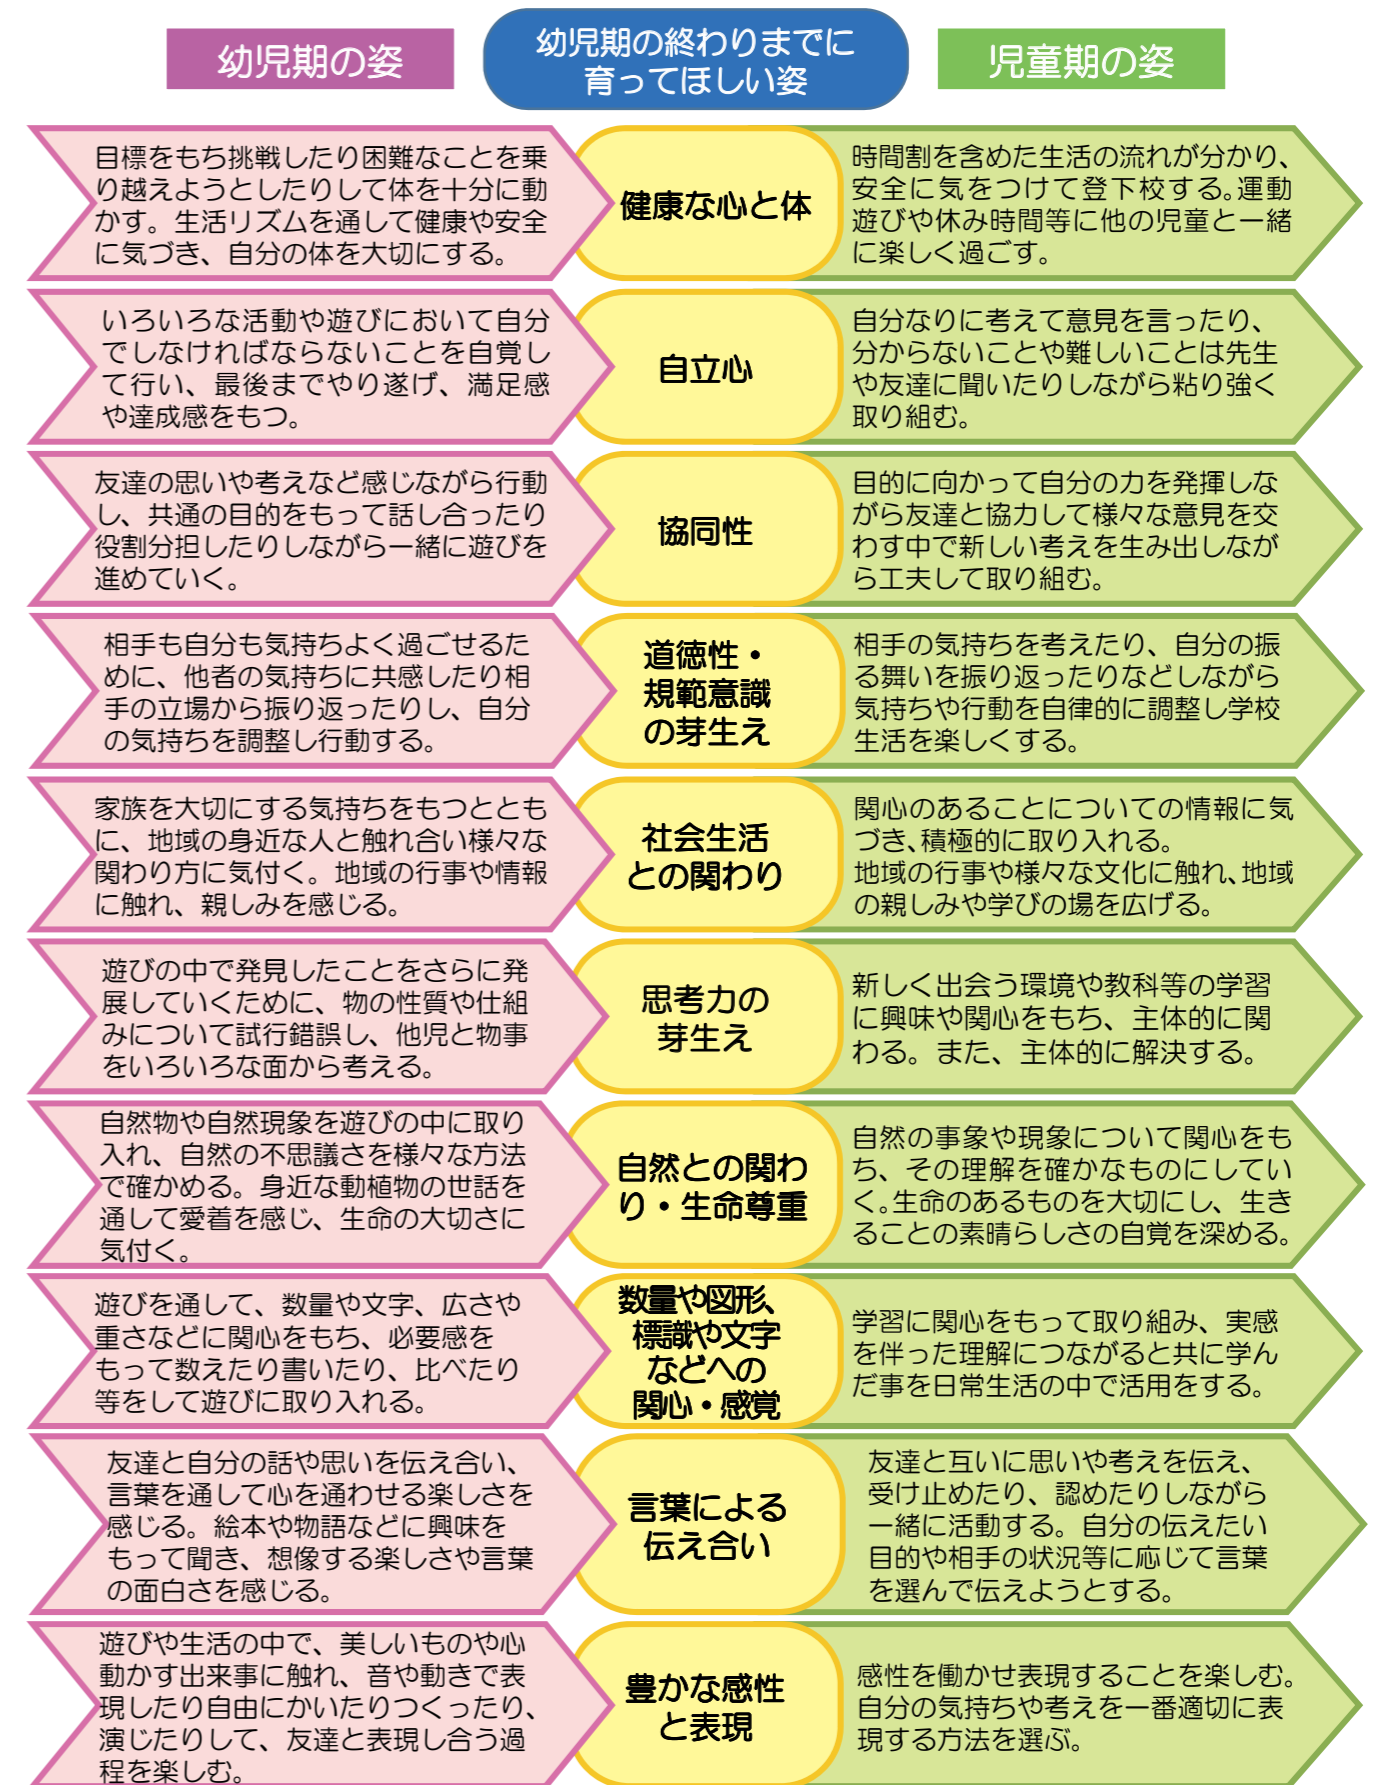 幼児期の姿
幼児期の終わりまでに
育ってほしい姿
児童期の姿
目標をもち挑戦したり困難なことを乗
り越えようとしたりして体を十分に動
かす。生活リズムを通して健康や安全
に気づき、自分の体を大切にする。
健康な心と体
時間割を含めた生活の流れが分かり、
安全に気をつけて登下校する。運動
遊びや休み時間等に他の児童と一緒
に楽しく過ごす。
いろいろな活動や遊びにおいて自分
でしなければならないことを自覚し
て行い、最後までやり遂げ、満足感
や達成感をもつ。
自立心
自分なりに考えて意見を言ったり、
分からないことや難しいことは先生
や友達に聞いたりしながら粘り強く
取り組む。
友達の思いや考えなど感じながら行動
し、共通の目的をもって話し合ったり
役割分担したりしながら一緒に遊びを
進めていく。
協同性
目的に向かって自分の力を発揮しな
がら友達と協力して様々な意見を交
わす中で新しい考えを生み出しなが
ら工夫して取り組む。
相手も自分も気持ちよく過ごせるた
めに、他者の気持ちに共感したり相
手の立場から振り返ったりし、自分
の気持ちを調整し行動する。
道徳性・
規範意識
の芽生え
相手の気持ちを考えたり、自分の振
る舞いを振り返ったりなどしながら
気持ちや行動を自律的に調整し学校
生活を楽しくする。
家族を大切にする気持ちをもつととも
に、地域の身近な人と触れ合い様々な
関わり方に気付く。地域の行事や情報
に触れ、親しみを感じる。
社会生活
との関わり
関心のあることについての情報に気
づき、積極的に取り入れる。
地域の行事や様々な文化に触れ、地域
の親しみや学びの場を広げる。
遊びの中で発見したことをさらに発
展していくために、物の性質や仕組
みについて試行錯誤し、他児と物事
をいろいろな面から考える。
思考力の
芽生え
新しく出会う環境や教科等の学習
に興味や関心をもち、主体的に関
わる。また、主体的に解決する。
自然物や自然現象を遊びの中に取り
入れ、自然の不思議さを様々な方法
で確かめる。身近な動植物の世話を
通して愛着を感じ、生命の大切さに
気付く。
自然との関わ
り・生命尊重
自然の事象や現象について関心をも
ち、その理解を確かなものにしてい
く。生命のあるものを大切にし、生き
ることの素晴らしさの自覚を深める。
遊びを通して、数量や文字、広さや
重さなどに関心をもち、必要感を
もって数えたり書いたり、比べたり
等をして遊びに取り入れる。
数量や図形、
標識や文字
などへの
関心・感覚
学習に関心をもって取り組み、実感
を伴った理解につながると共に学ん
だ事を日常生活の中で活用をする。
友達と自分の話や思いを伝え合い、
言葉を通して心を通わせる楽しさを
感じる。絵本や物語などに興味を
もって聞き、想像する楽しさや言葉
の面白さを感じる。
言葉による
伝え合い
友達と互いに思いや考えを伝え、
受け止めたり、認めたりしながら
一緒に活動する。自分の伝えたい
目的や相手の状況等に応じて言葉
を選んで伝えようとする。
遊びや生活の中で、美しいものや心
動かす出来事に触れ、音や動きで表
現したり自由にかいたりつくったり、
演じたりして、友達と表現し合う過
程を楽しむ。
豊かな感性
と表現
感性を働かせ表現することを楽しむ。
自分の気持ちや考えを一番適切に表
現する方法を選ぶ。